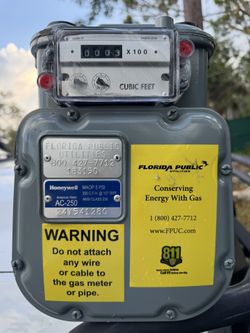 0003 X100
CUBIC FEET
FLORIDA PUBLIC
UTILITIES
800 427-7712
Honeywell
AC-250
FLORIDA PUBLIC
UTILITIES
Conserving
Energy With Gas
1 (800) 427-7712
www.FPUC.com
811
WARNING
Do not attach
any wire
or cable to
the gas meter
or pipe.